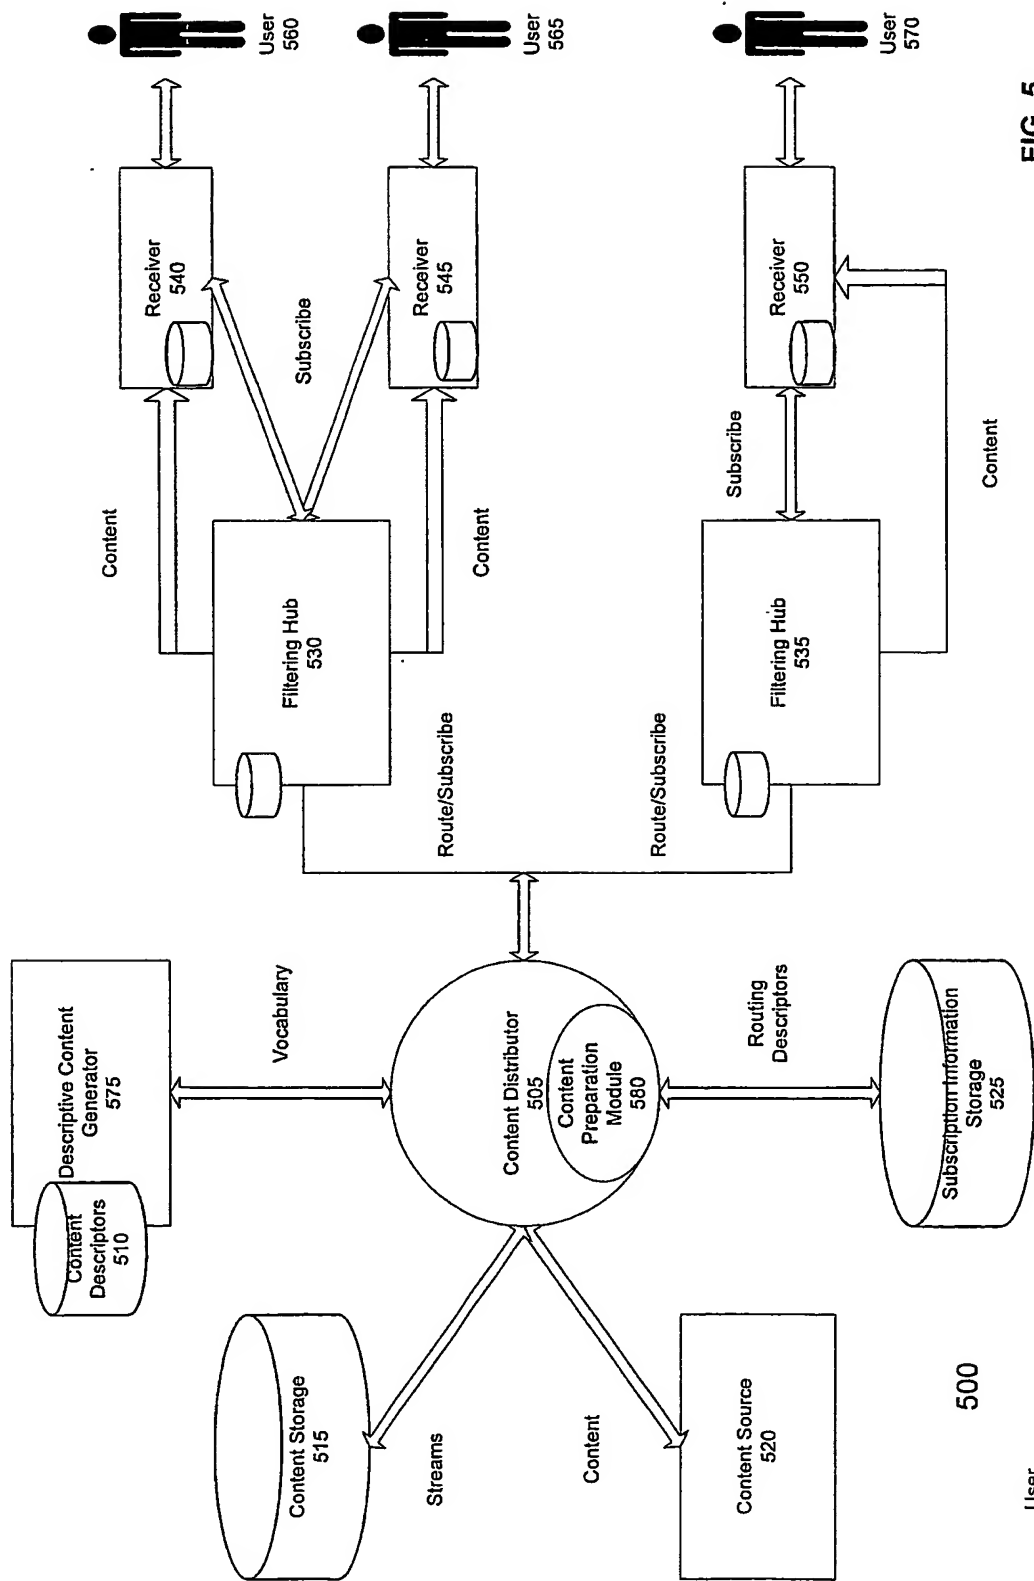 Content Storage
515
Streams
Content
Content Source
520
500
User
Content
Descriptors
510
Descriptive Content
Generator
575
Vocabulary
Content Distributor
505
Content
Preparation
Module
580
Routing
Descriptors
Subscription Information
Storage
525
Route/Subscribe
Route/Subscribe
Filtering Hub
530
Filtering Hub
535
Content
Content
Subscribe
Subscribe
Content
Receiver
540
Receiver
545
Receiver
550
User
560
User
565
User
570
FIG. 5